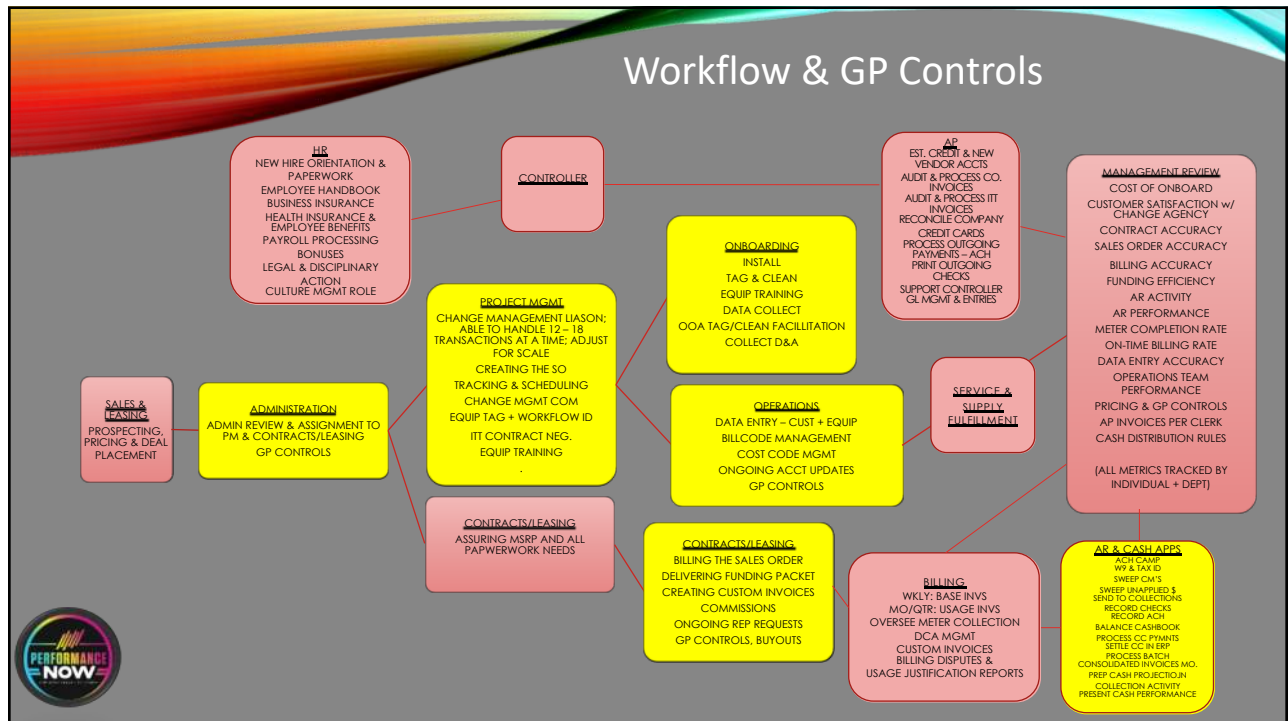 Workflow & GP Controls
HR
NEW HIRE ORIENTATION &
PAPERWORK
EMPLOYEE HANDBOOK
BUSINESS INSURANCE
HEALTH INSURANCE &
EMPLOYEE BENEFITS
PAYROLL PROCESSING
BONUSES
LEGAL & DISCIPLINARY
ACTION
CULTURE MGMT ROLE
CONTROLLER
AP
EST. CREDIT & NEW
VENDOR ACCTS
AUDIT & PROCESS CO.
INVOICES
AUDIT & PROCESS ITT
INVOICES
RECONCILE COMPANY
CREDIT CARDS
PROCESS OUTGOING
PAYMENTS – ACH
PRINT OUTGOING
CHECKS
SUPPORT CONTROLLER
GL MGMT & ENTRIES
MANAGEMENT REVIEW
COST OF ONBOARD
CUSTOMER SATISFACTION w/
CHANGE AGENCY
CONTRACT ACCURACY
SALES ORDER ACCURACY
BILLING ACCURACY
FUNDING EFFICIENCY
AR ACTIVITY
AR PERFORMANCE
METER COMPLETION RATE
ON-TIME BILLING RATE
DATA ENTRY ACCURACY
OPERATIONS TEAM
PERFORMANCE
PRICING & GP CONTROLS
AP INVOICES PER CLERK
CASH DISTRIBUTION RULES
(ALL METRICS TRACKED BY
INDIVIDUAL + DEPT)
ONBOARDING
INSTALL
TAG & CLEAN
EQUIP TRAINING
DATA COLLECT
OOA TAG/CLEAN FACILLITATION
COLLECT D&A
PROJECT MGMT
CHANGE MANAGEMENT LIASON;
ABLE TO HANDLE 12 – 18
TRANSACTIONS AT A TIME; ADJUST
FOR SCALE
CREATING THE SO
TRACKING & SCHEDULING
CHANGE MGMT COM
EQUIP TAG + WORKFLOW ID
ITT CONTRACT NEG.
EQUIP TRAINING
.
SALES &
LEASING
PROSPECTING,
PRICING & DEAL
PLACEMENT
ADMINISTRATION
ADMIN REVIEW & ASSIGNMENT TO
PM & CONTRACTS/LEASING
GP CONTROLS
OPERATIONS
DATA ENTRY – CUST + EQUIP
BILLCODE MANAGEMENT
COST CODE MGMT
ONGOING ACCT UPDATES
GP CONTROLS
SERVICE &
SUPPLY
FULFILLMENT
CONTRACTS/LEASING
ASSURING MSRP AND ALL
PAPWERWORK NEEDS
CONTRACTS/LEASING
BILLING THE SALES ORDER
DELIVERING FUNDING PACKET
CREATING CUSTOM INVOICES
COMMISSIONS
ONGOING REP REQUESTS
GP CONTROLS, BUYOUTS
BILLING
WKLY: BASE INVS
MO/QTR: USAGE INVS
OVERSEE METER COLLECTION
DCA MGMT
CUSTOM INVOICES
BILLING DISPUTES &
USAGE JUSTIFICATION REPORTS
AR & CASH APPS
ACH CAMP
W9 & TAX ID
SWEEP CM'S
SWEEP UNAPPLIED $
SEND TO COLLECTIONS
RECORD CHECKS
RECORD ACH
BALANCE CASHBOOK
PROCESS CC PYMNTS
SETTLE CC IN ERP
PROCESS BATCH
CONSOLIDATED INVOICES MO.
PREP CASH PROJECTIOJN
COLLECTION ACTIVITY
PRESENT CASH PERFORMANCE
PERFORMANCE
NOW